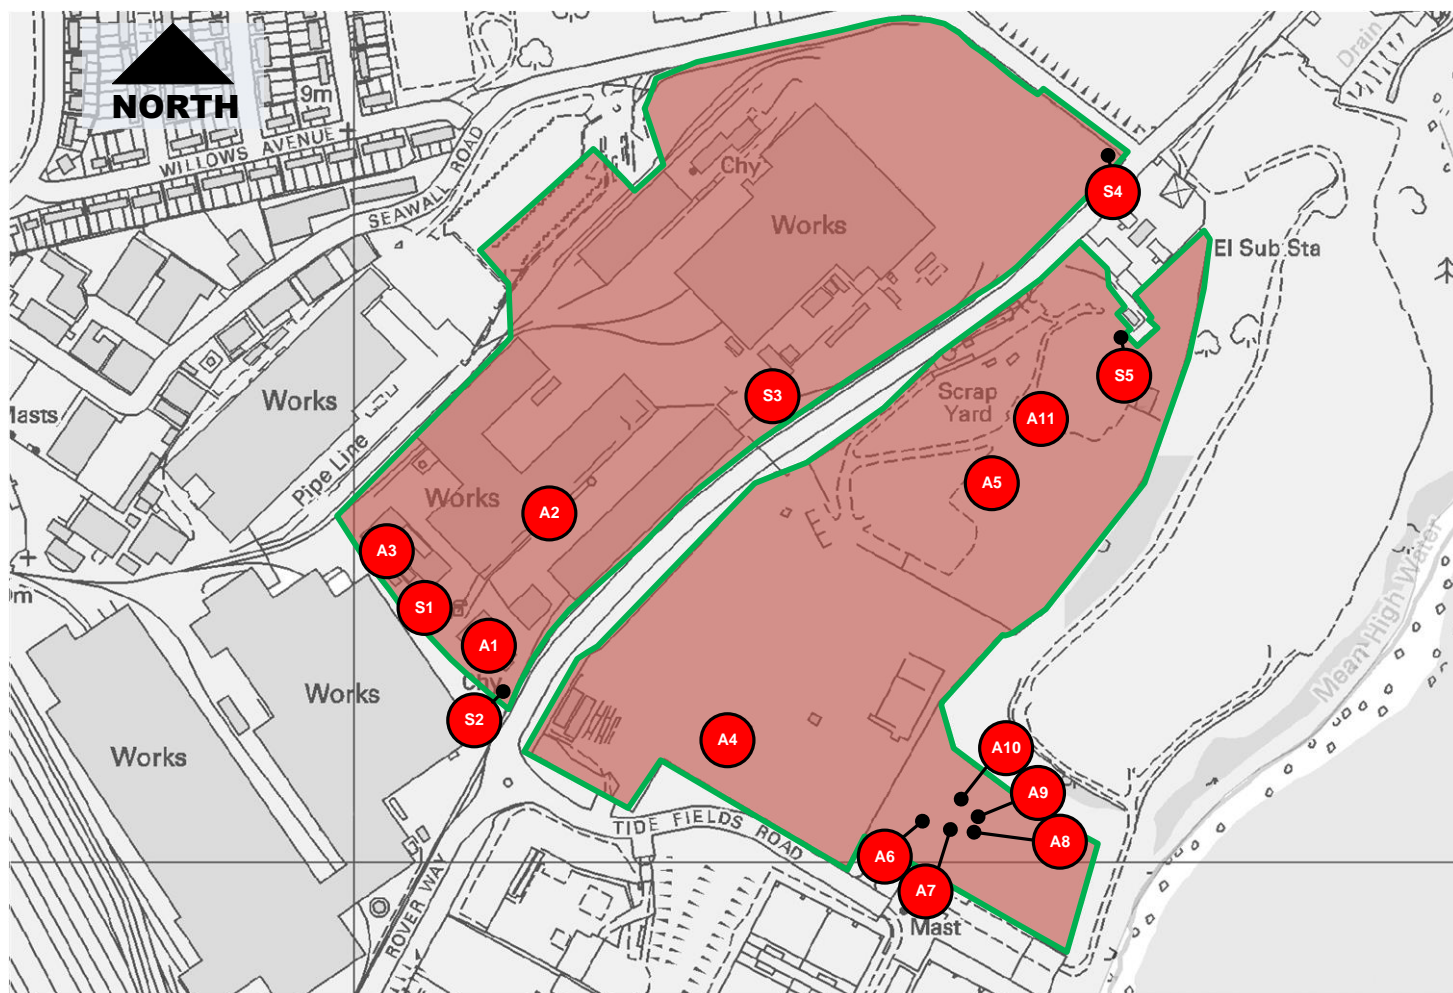 NORTH
9m
WILLOWS AVENUE
SEAWALL ROAD
Drain
Chy
Works
S4
El Sub Sta
S5
S3
Scrap
Yard
A11
A5
Works
Masts
Pipe Line
Works
A2
A3
S1
A1
Chy
S2
Works
Works
A4
A10
A9
A8
A6
A7
Mast
TIDE FIELDS ROAD
ROVER WAY
Mean High Water